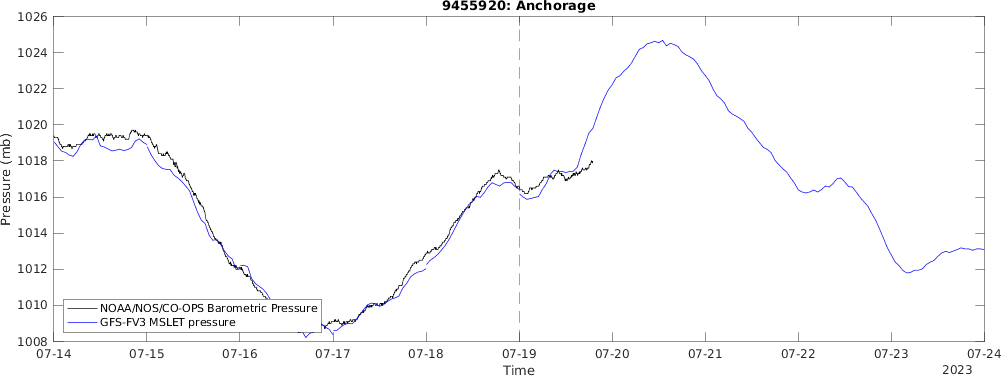 9455920: Anchorage
1026
1024
1022
1020
1018
1016
1014
1012
1010
1008
Pressure (mb)
NOAA/NOS/CO-OPS Barometric Pressure
GFS-FV3 MSLET pressure
07-14 07-15 07-16 07-17 07-18 07-19 07-20 07-21 07-22 07-23 07-24
Time
2023